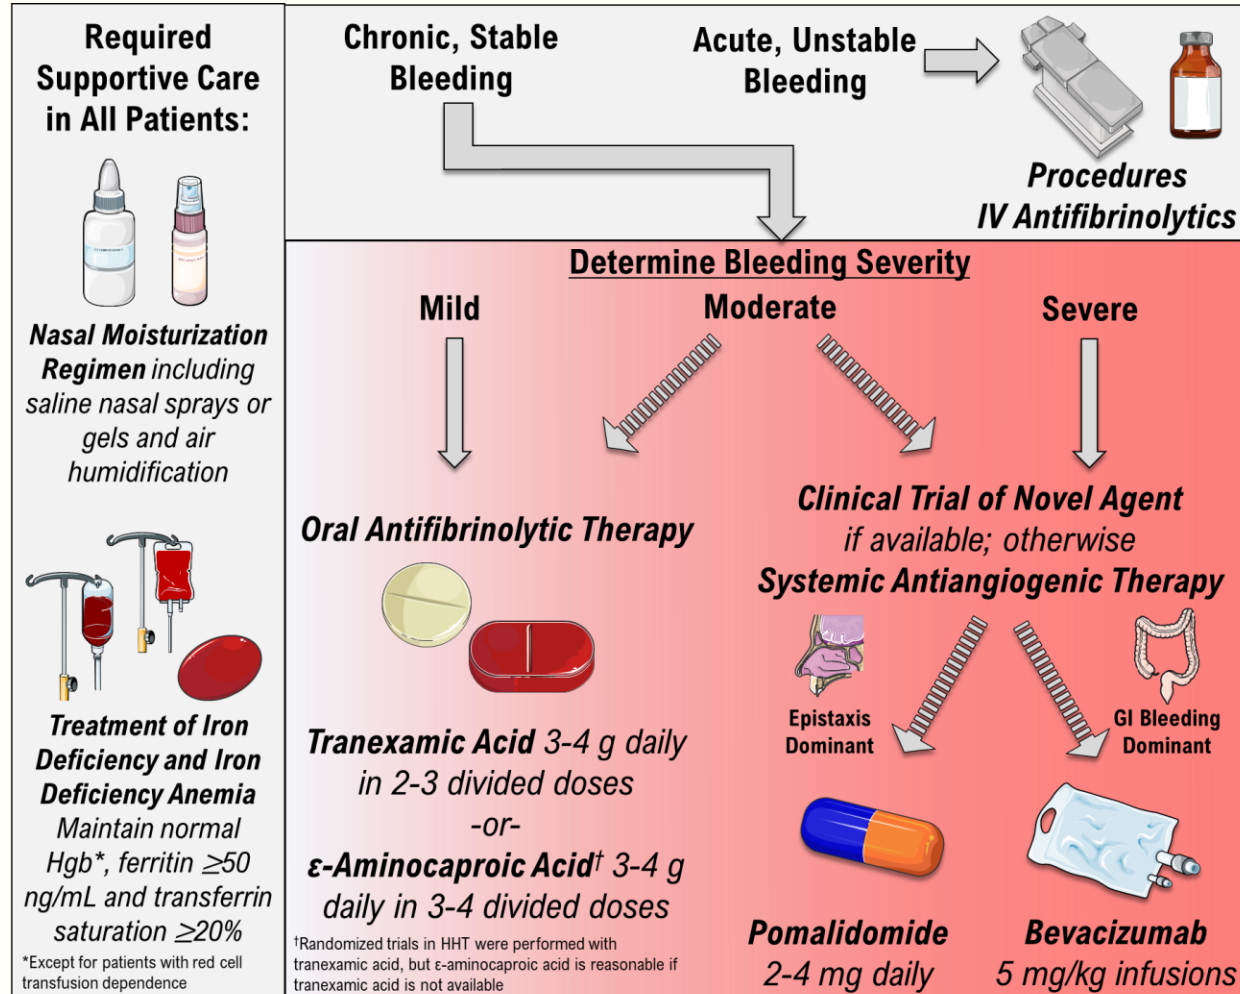 Required
Supportive Care
in All Patients:
Nasal Moisturization
Regimen including
saline nasal sprays or
gels and air
humidification
Treatment of Iron
Deficiency and Iron
Deficiency Anemia
Maintain normal
Hgb*, ferritin ≥50
ng/mL and transferrin
saturation ≥20%
*Except for patients with red cell
transfusion dependence
Chronic, Stable
Bleeding
Acute, Unstable
Bleeding
Procedures
IV Antifibrinolytics
Determine Bleeding Severity
Mild
Moderate
Severe
Oral Antifibrinolytic Therapy
Tranexamic Acid 3-4 g daily
in 2-3 divided doses
-or-
ε-Aminocaproic Acid† 3-4 g
daily in 3-4 divided doses
†Randomized trials in HHT were performed with
tranexamic acid, but ε-aminocaproic acid is reasonable if
tranexamic acid is not available
Clinical Trial of Novel Agent
if available; otherwise
Systemic Antiangiogenic Therapy
Epistaxis
Dominant
GI Bleeding
Dominant
Pomalidomide
2-4 mg daily
Bevacizumab
5 mg/kg infusions